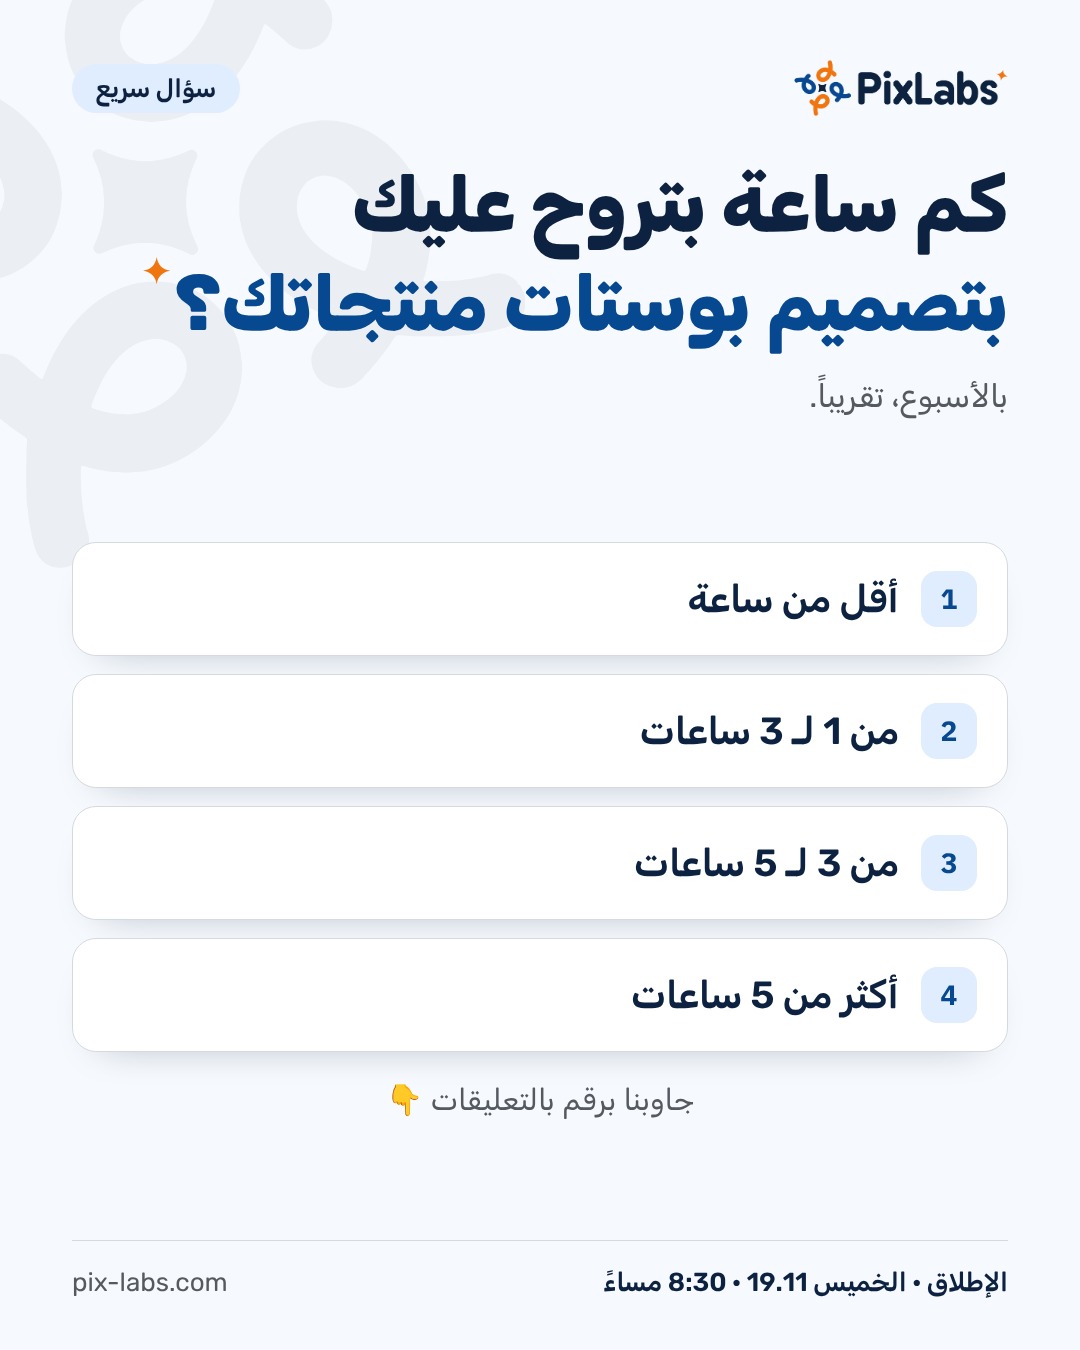 PixLabs
سؤال سريع
كم ساعة بتروح عليك
بتصميم بوستات منتجاتك؟
بالأسبوع، تقريباً.
1 أقل من ساعة
2 من 1 لـ 3 ساعات
3 من 3 لـ 5 ساعات
4 أكثر من 5 ساعات
جاوبنا برقم بالتعليقات 👇
الإطلاق • الخميس 19.11 • 8:30 مساءً
pix-labs.com